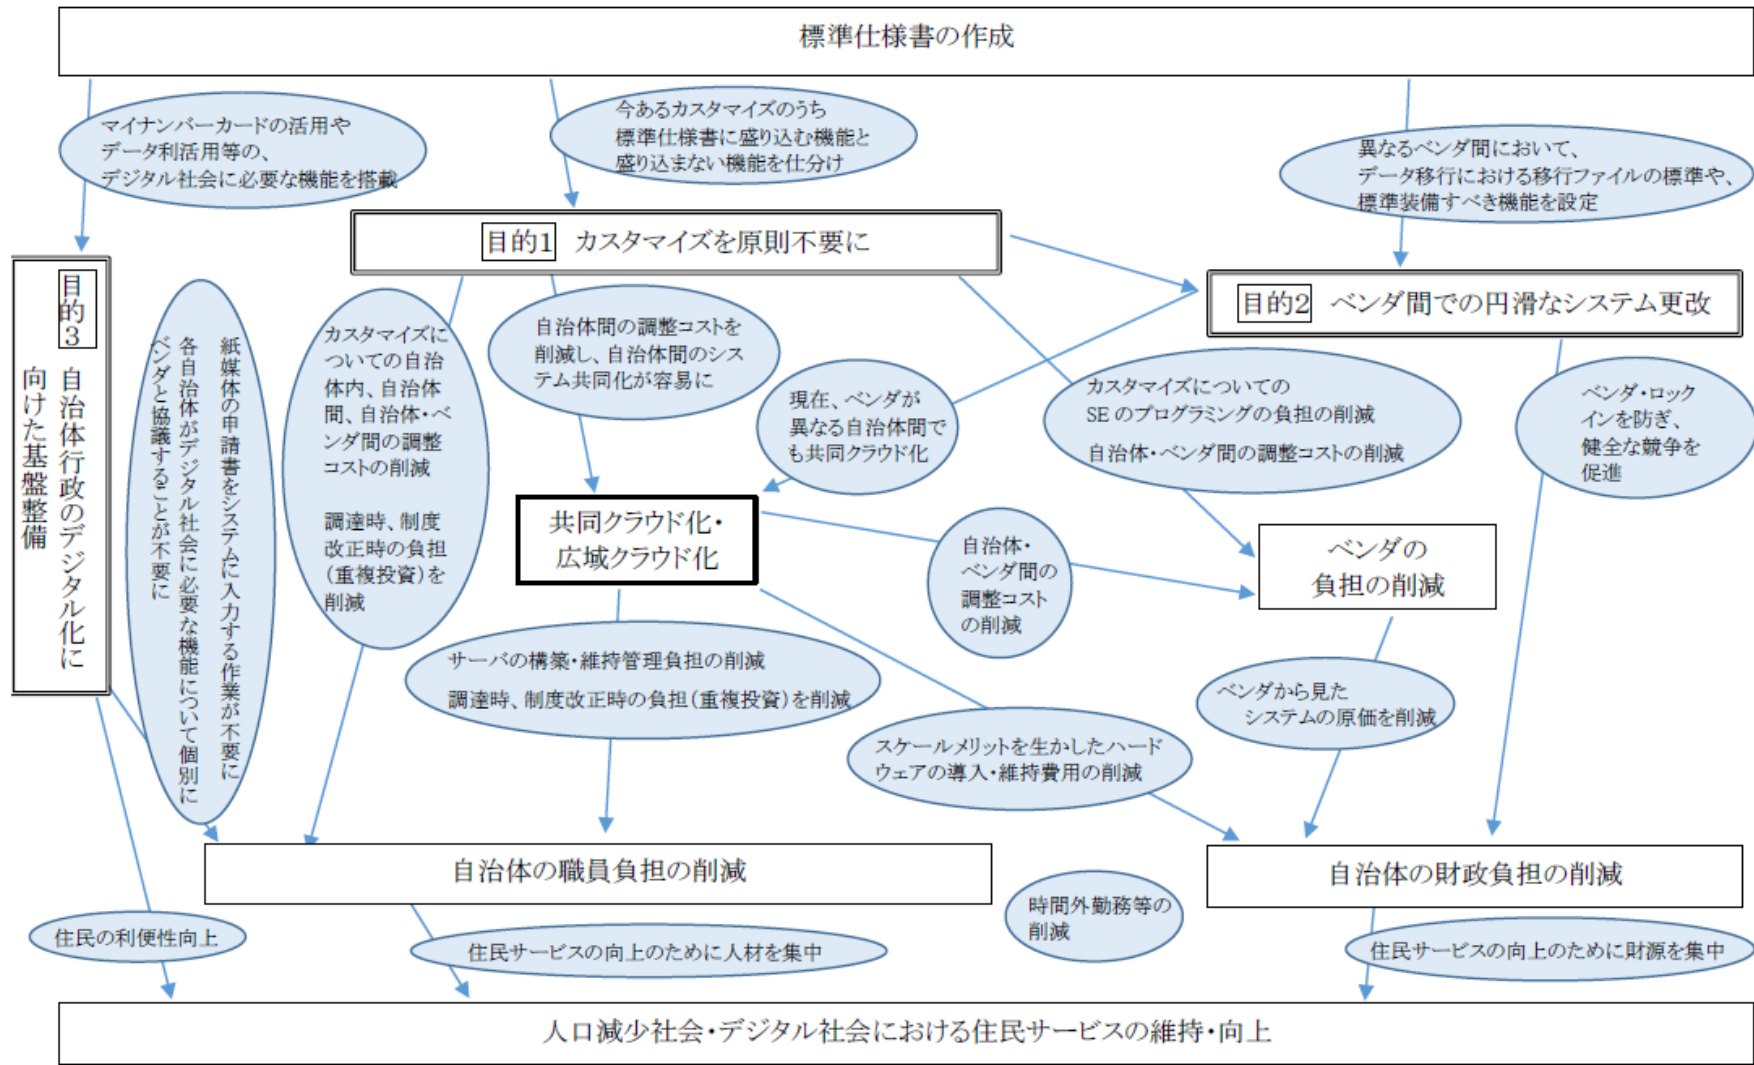 標準仕様書の作成
マイナンバーカードの活用や
データ利活用等の、
デジタル社会に必要な機能を搭載
今あるカスタマイズのうち
標準仕様書に盛り込む機能と
盛り込まない機能を仕分け
異なるベンダ間において、
データ移行における移行ファイルの標準や、
標準装備すべき機能を設定
目的1 カスタマイズを原則不要に
目的2 ベンダ間での円滑なシステム更改
目的3 自治体行政のデジタル化に
向けた基盤整備
紙媒体の申請書をシステムに入力する作業が不要に
各自治体がデジタル社会に必要な機能について個別に
ベンダと協議することが不要に
カスタマイズに
ついての自治
体内、自治体
間、自治体・ベ
ンダ間の調整
コストの削減
調達時、制度
改正時の負担
(重複投資)を
削減
自治体間の調整コストを
削減し、自治体間のシス
テム共同化が容易に
現在、ベンダが
異なる自治体間で
も共同クラウド化
カスタマイズについての
SEのプログラミングの負担の削減
自治体・ベンダ間の調整コストの削減
ベンダ・ロック
インを防ぎ、
健全な競争を
促進
共同クラウド化・
広域クラウド化
自治体・
ベンダ間の
調整コスト
の削減
ベンダの
負担の削減
サーバの構築・維持管理負担の削減
調達時、制度改正時の負担(重複投資)を削減
ベンダから見た
システムの原価を削減
スケールメリットを生かしたハード
ウェアの導入・維持費用の削減
自治体の職員負担の削減
自治体の財政負担の削減
時間外勤務等の
削減
住民の利便性向上
住民サービスの向上のために人材を集中
住民サービスの向上のために財源を集中
人口減少社会・デジタル社会における住民サービスの維持・向上